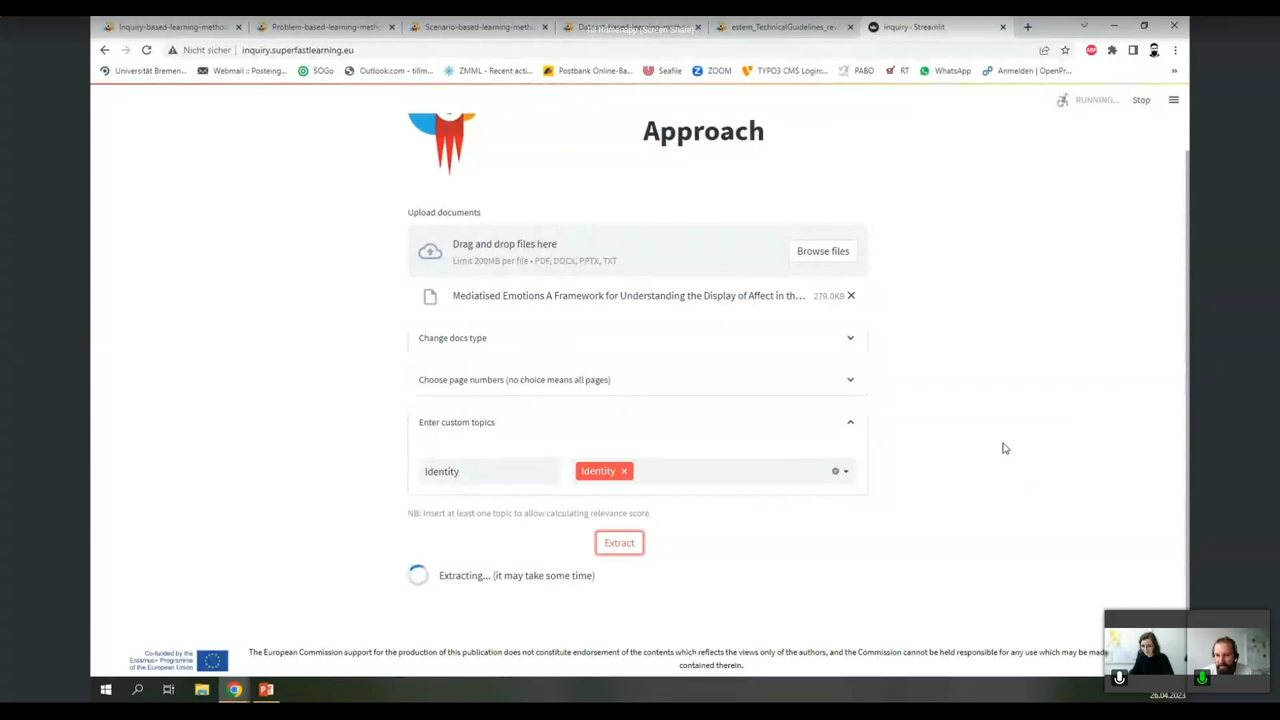 Inquiry-based-learning-metho
Problem-based-learning-meth
Scenario-based-learning-meth
Dataset-based-learning-meth
estem_TechnicalGuidelines_re
inquiry · Streamlit
(Screen Share)
Nicht sicher
inquiry.superfastlearning.eu
Universität Bremen...
Webmail :: Posteing...
SOGo
Outlook.com - tillm...
ZMML - Recent acti...
Postbank Online-Ba...
Seafile
ZOOM
TYPO3 CMS Login:...
PABO
RT
WhatsApp
Anmelden | OpenPr...
»
RUNNING...
Stop
Approach
Upload documents
Drag and drop files here
Limit 200MB per file • PDF, DOCX, PPTX, TXT
Browse files
Mediatised Emotions A Framework for Understanding the Display of Affect in th...
279.0KB
Change docs type
Choose page numbers (no choice means all pages)
Enter custom topics
Identity
Identity
NB: Insert at least one topic to allow calculating relevance score
Extract
Extracting... (it may take some time)
Co-funded by the
Erasmus+ Programme
of the European Union
The European Commission support for the production of this publication does not constitute endorsement of the contents which reflects the views only of the authors, and the Commission cannot be held responsible for any use which may be made
contained therein.
26.04.2023